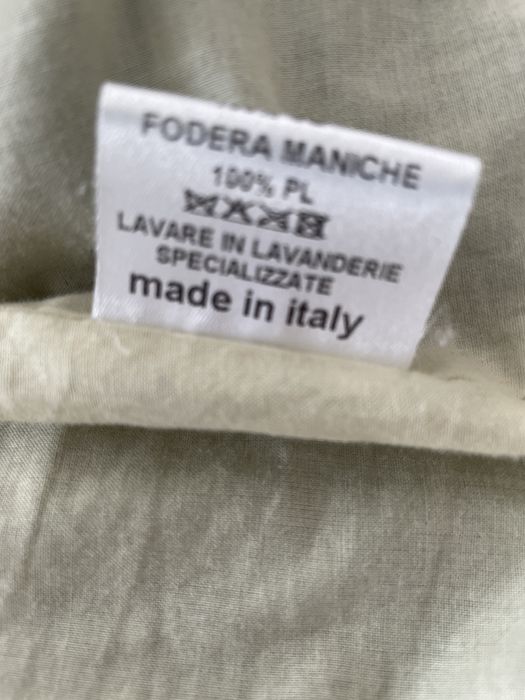 FODERA MANICHE
100% PL
LAVARE IN LAVANDERIE
SPECIALIZZATE
made in italy